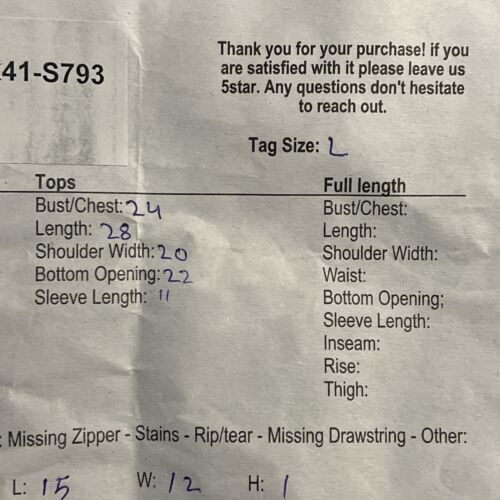 41-S793
Thank you for your purchase! if you
are satisfied with it please leave us
5star. Any questions don't hesitate
to reach out.
Tag Size: L
Tops
Bust/Chest: 24
Length: 28
Shoulder Width: 20
Bottom Opening: 22
Sleeve Length: 11
Full length
Bust/Chest:
Length:
Shoulder Width:
Waist:
Bottom Opening;
Sleeve Length:
Inseam:
Rise:
Thigh:
: Missing Zipper - Stains - Rip/tear - Missing Drawstring - Other:
L: 15 W: 12 H: 1